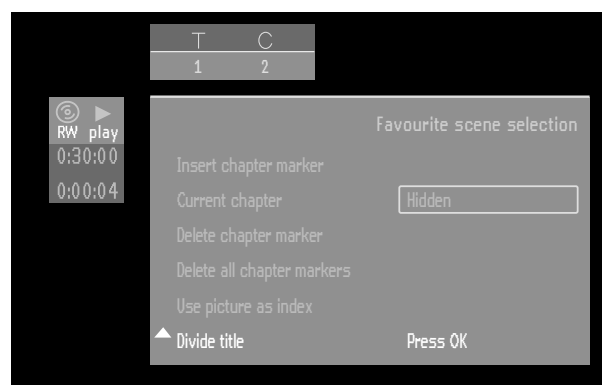 T C
1 2
RW play
0:30:00
0:00:04
Favourite scene selection
Insert chapter marker
Current chapter Hidden
Delete chapter marker
Delete all chapter markers
Use picture as index
Divide title Press OK